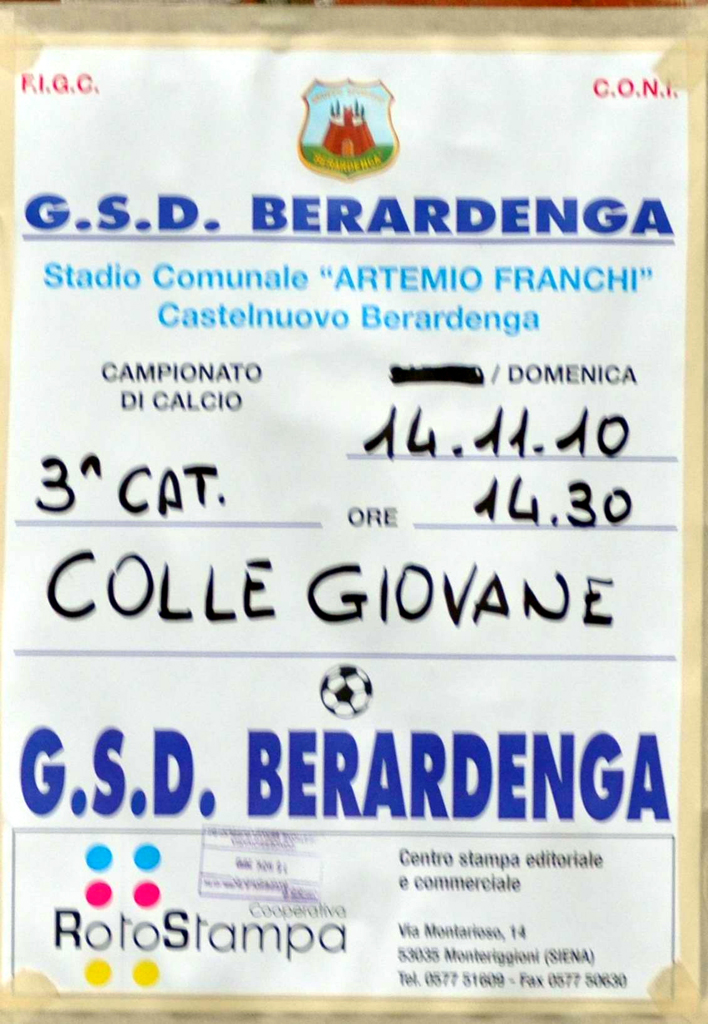 F.I.G.C.
C.O.N.I.
BERARDENGA
G.S.D. BERARDENGA
Stadio Comunale "ARTEMIO FRANCHI"
Castelnuovo Berardenga
CAMPIONATO
DI CALCIO
/ DOMENICA
14.11.10
3^ CAT.
ORE 14.30
COLLE GIOVANE
G.S.D. BERARDENGA
Cooperativa
RotoStampa
Centro stampa editoriale
e commerciale
Via Montarioso, 14
53035 Monteriggioni (SIENA)
Tel. 0577 51609 - Fax 0577 50630